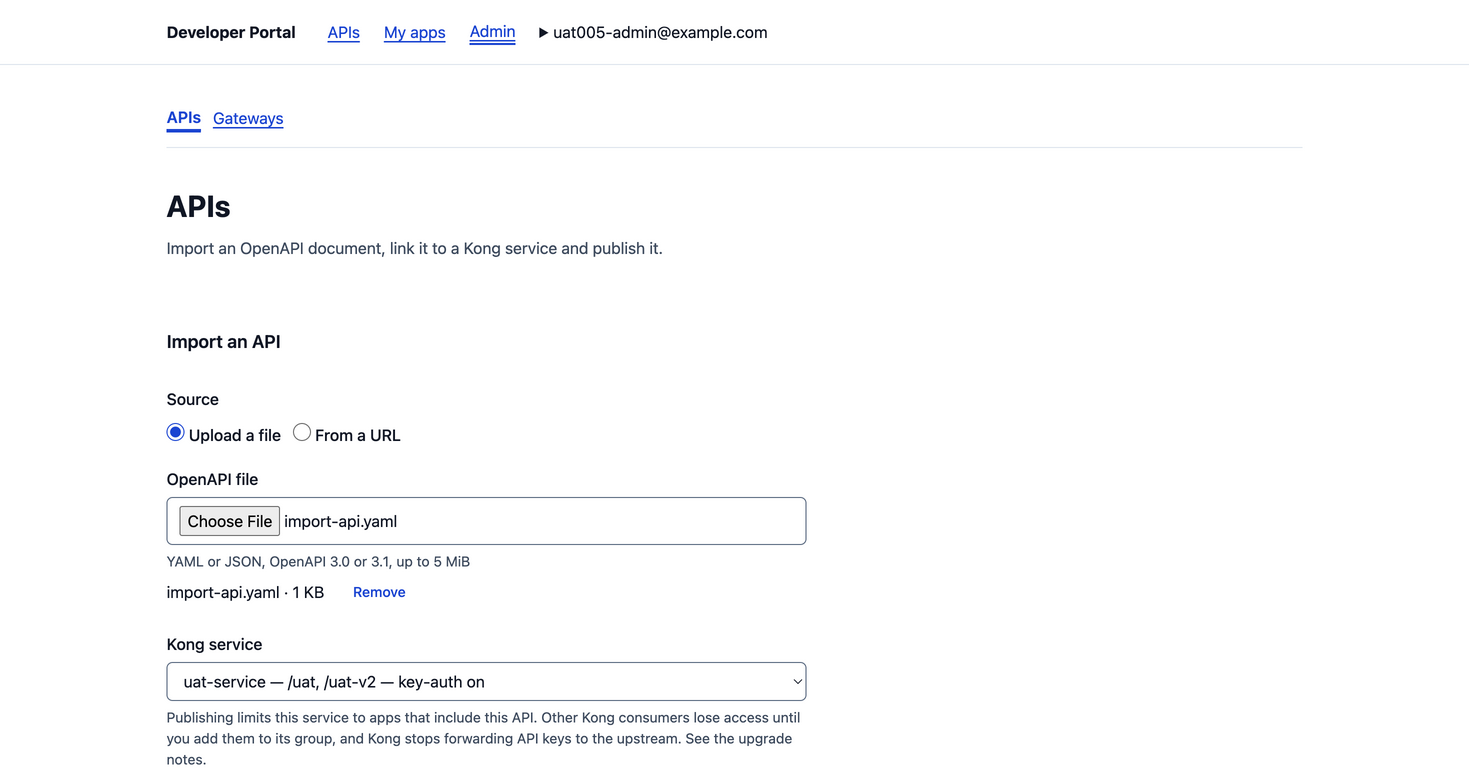 Developer Portal APIs My apps Admin ▶ uat005-admin@example.com
APIs Gateways
APIs
Import an OpenAPI document, link it to a Kong service and publish it.
Import an API
Source
Upload a file From a URL
OpenAPI file
Choose File import-api.yaml
YAML or JSON, OpenAPI 3.0 or 3.1, up to 5 MiB
import-api.yaml · 1 KB Remove
Kong service
uat-service — /uat, /uat-v2 — key-auth on
Publishing limits this service to apps that include this API. Other Kong consumers lose access until
you add them to its group, and Kong stops forwarding API keys to the upstream. See the upgrade
notes.